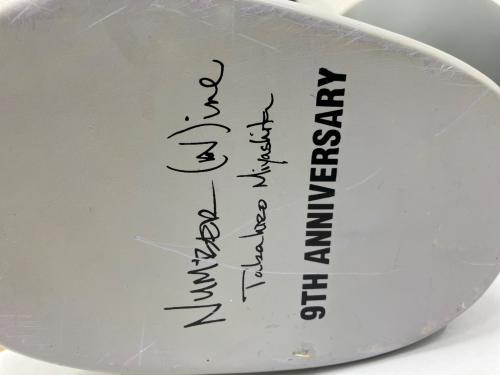 NUMBER (N)ine
Takahiro Miyashita
9TH ANNIVERSARY